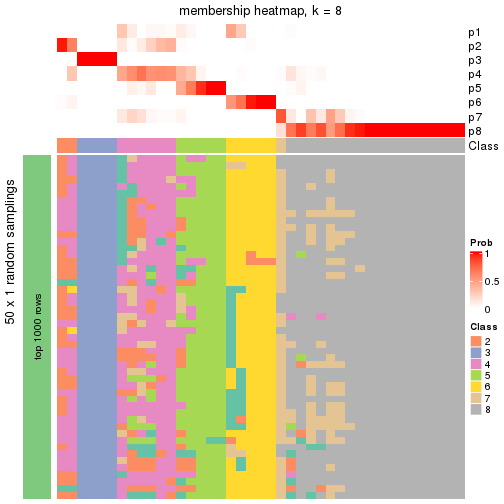 membership heatmap, k = 8
p1
p2
p3
p4
p5
p6
p7
p8
Class
50 x 1 random samplings
top 1000 rows
Prob
1
0.5
0
Class
2
3
4
5
6
7
8